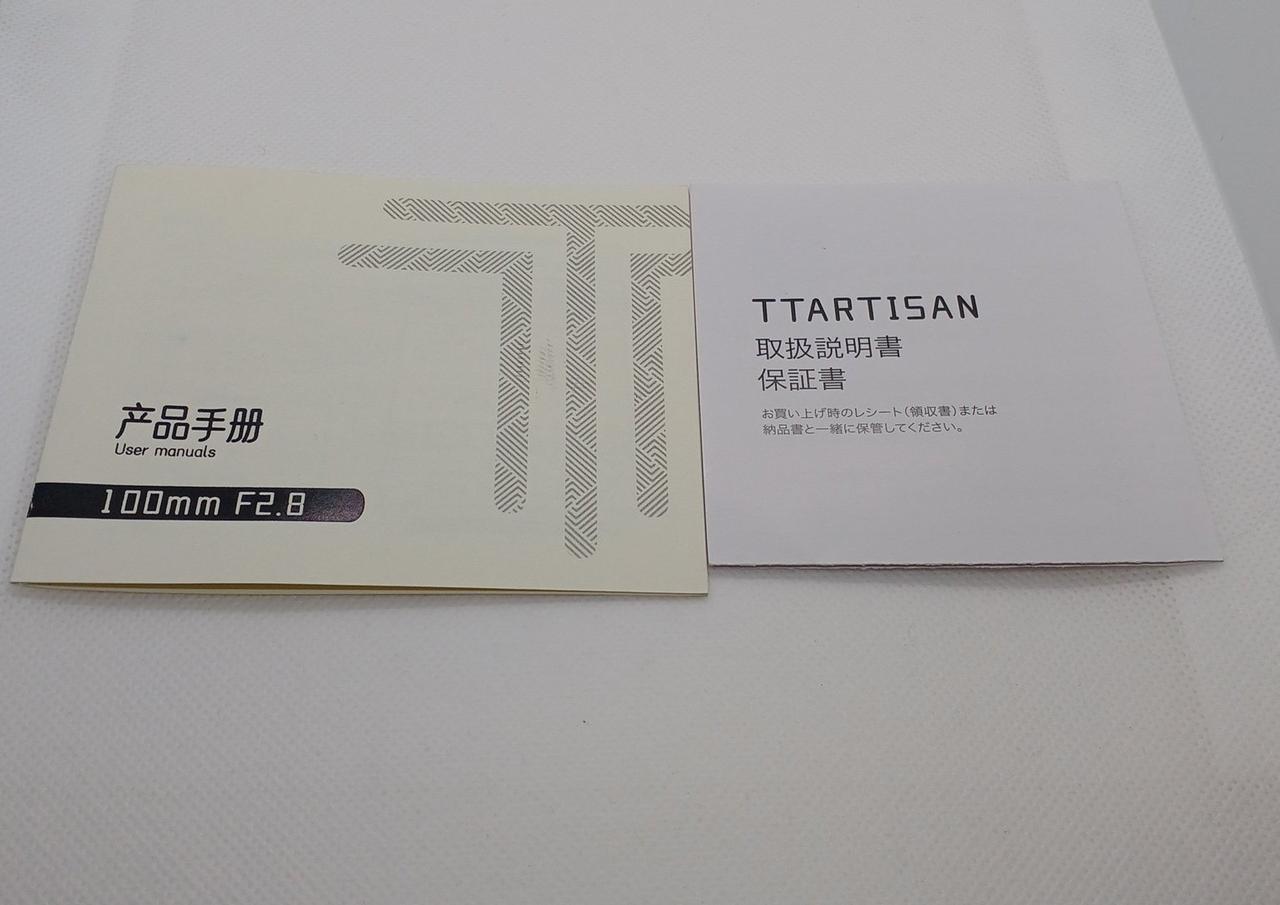 产品手册
User manuals
100mm F2.8
TTARTISAN
取扱説明書
保証書
お買い上げ時のレシート(領収書)または
納品書と一緒に保管してください。